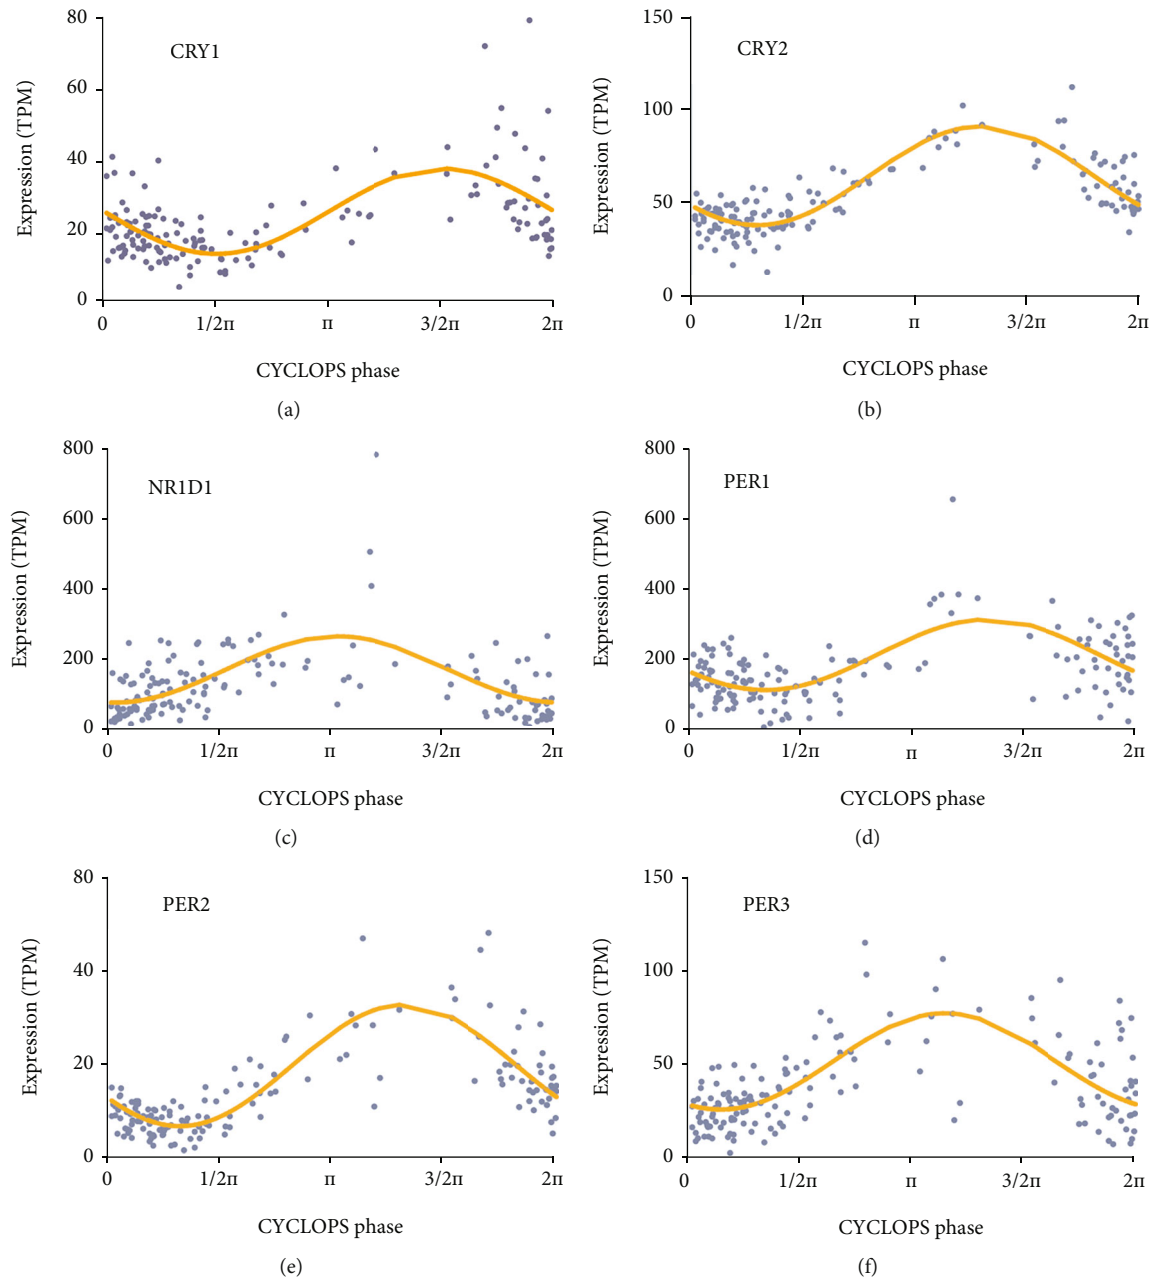 CRY1
Expression (TPM)
80
60
40
20
0
0 1/2π π 3/2π 2π
CYCLOPS phase
(a)
CRY2
Expression (TPM)
150
100
50
0
0 1/2π π 3/2π 2π
CYCLOPS phase
(b)
NR1D1
Expression (TPM)
800
600
400
200
0
0 1/2π π 3/2π 2π
CYCLOPS phase
(c)
PER1
Expression (TPM)
800
600
400
200
0
0 1/2π π 3/2π 2π
CYCLOPS phase
(d)
PER2
Expression (TPM)
80
40
20
0
0 1/2π π 3/2π 2π
CYCLOPS phase
(e)
PER3
Expression (TPM)
150
100
50
0
0 1/2π π 3/2π 2π
CYCLOPS phase
(f)